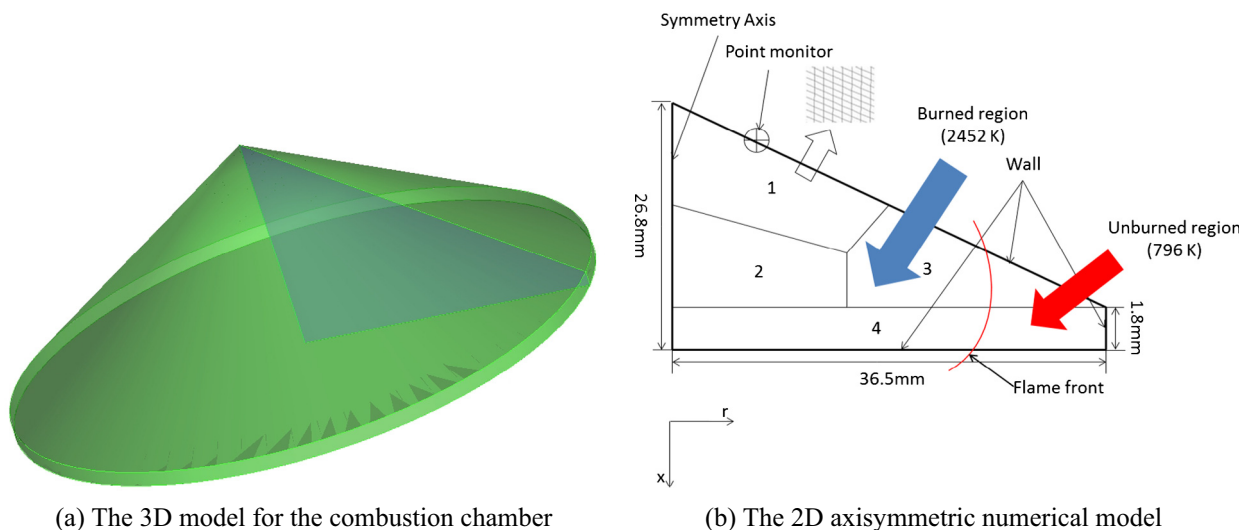 Symmetry Axis
Point monitor
Burned region
(2452 K)
Wall
Unburned region
(796 K)
1
2
3
4
26.8mm
1.8mm
36.5mm
Flame front
r
x
(a) The 3D model for the combustion chamber
(b) The 2D axisymmetric numerical model